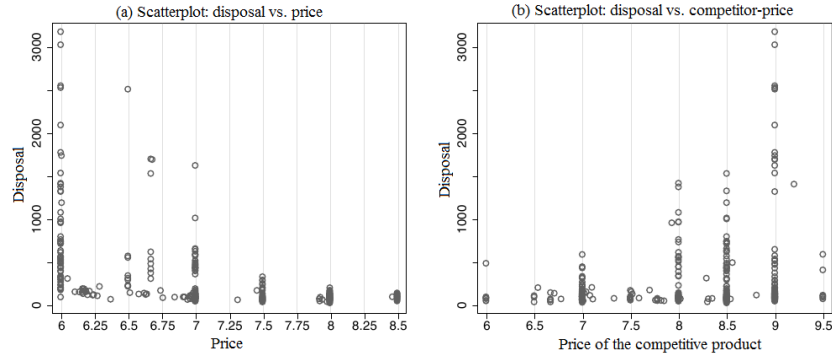 (a) Scatterplot: disposal vs. price
(b) Scatterplot: disposal vs. competitor-price
Disposal
3000
2000
1000
0
6 6.25 6.5 6.75 7 7.25 7.5 7.75 8 8.25 8.5
Price
Disposal
3000
2000
1000
0
6 6.5 7 7.5 8 8.5 9 9.5
Price of the competitive product